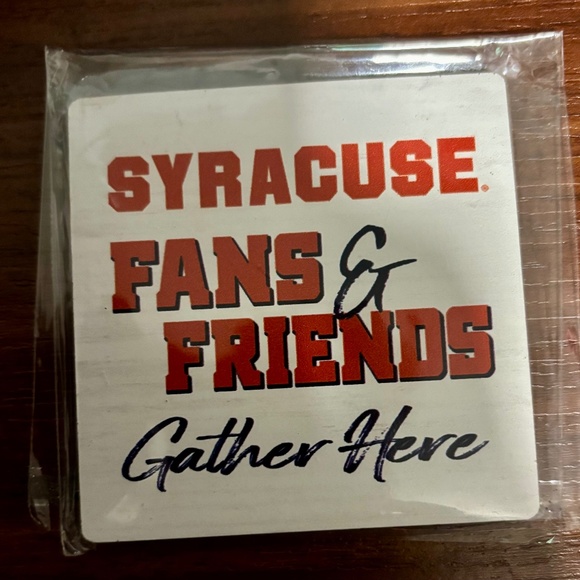 SYRACUSE®
FANS &
FRIENDS
Gather Here